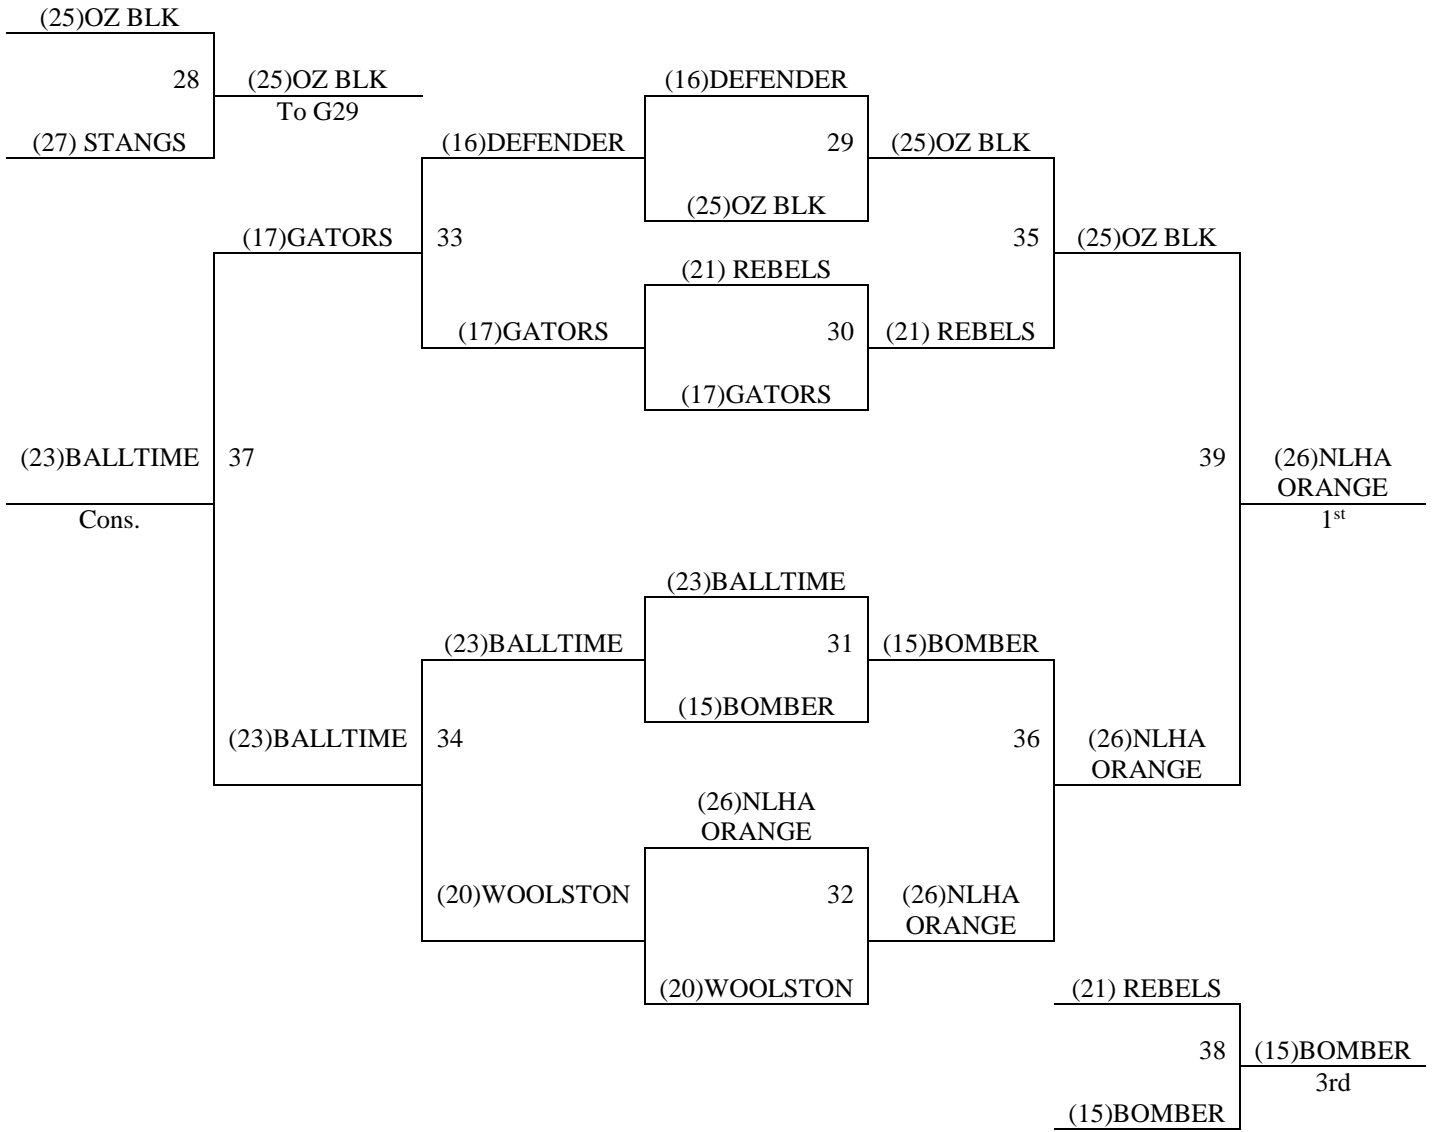 (25)OZ BLK
28
(25)OZ BLK
To G29
(27) STANGS
(16)DEFENDER
(16)DEFENDER
29
(25)OZ BLK
(25)OZ BLK
(17)GATORS
33
35
(25)OZ BLK
(21) REBELS
(17)GATORS
30
(21) REBELS
(17)GATORS
(23)BALLTIME
37
Cons.
39
(26)NLHA
ORANGE
1st
(23)BALLTIME
(23)BALLTIME
31
(15)BOMBER
(15)BOMBER
(23)BALLTIME
34
36
(26)NLHA
ORANGE
(26)NLHA
ORANGE
(20)WOOLSTON
32
(26)NLHA
ORANGE
(20)WOOLSTON
(21) REBELS
38
(15)BOMBER
3rd
(15)BOMBER